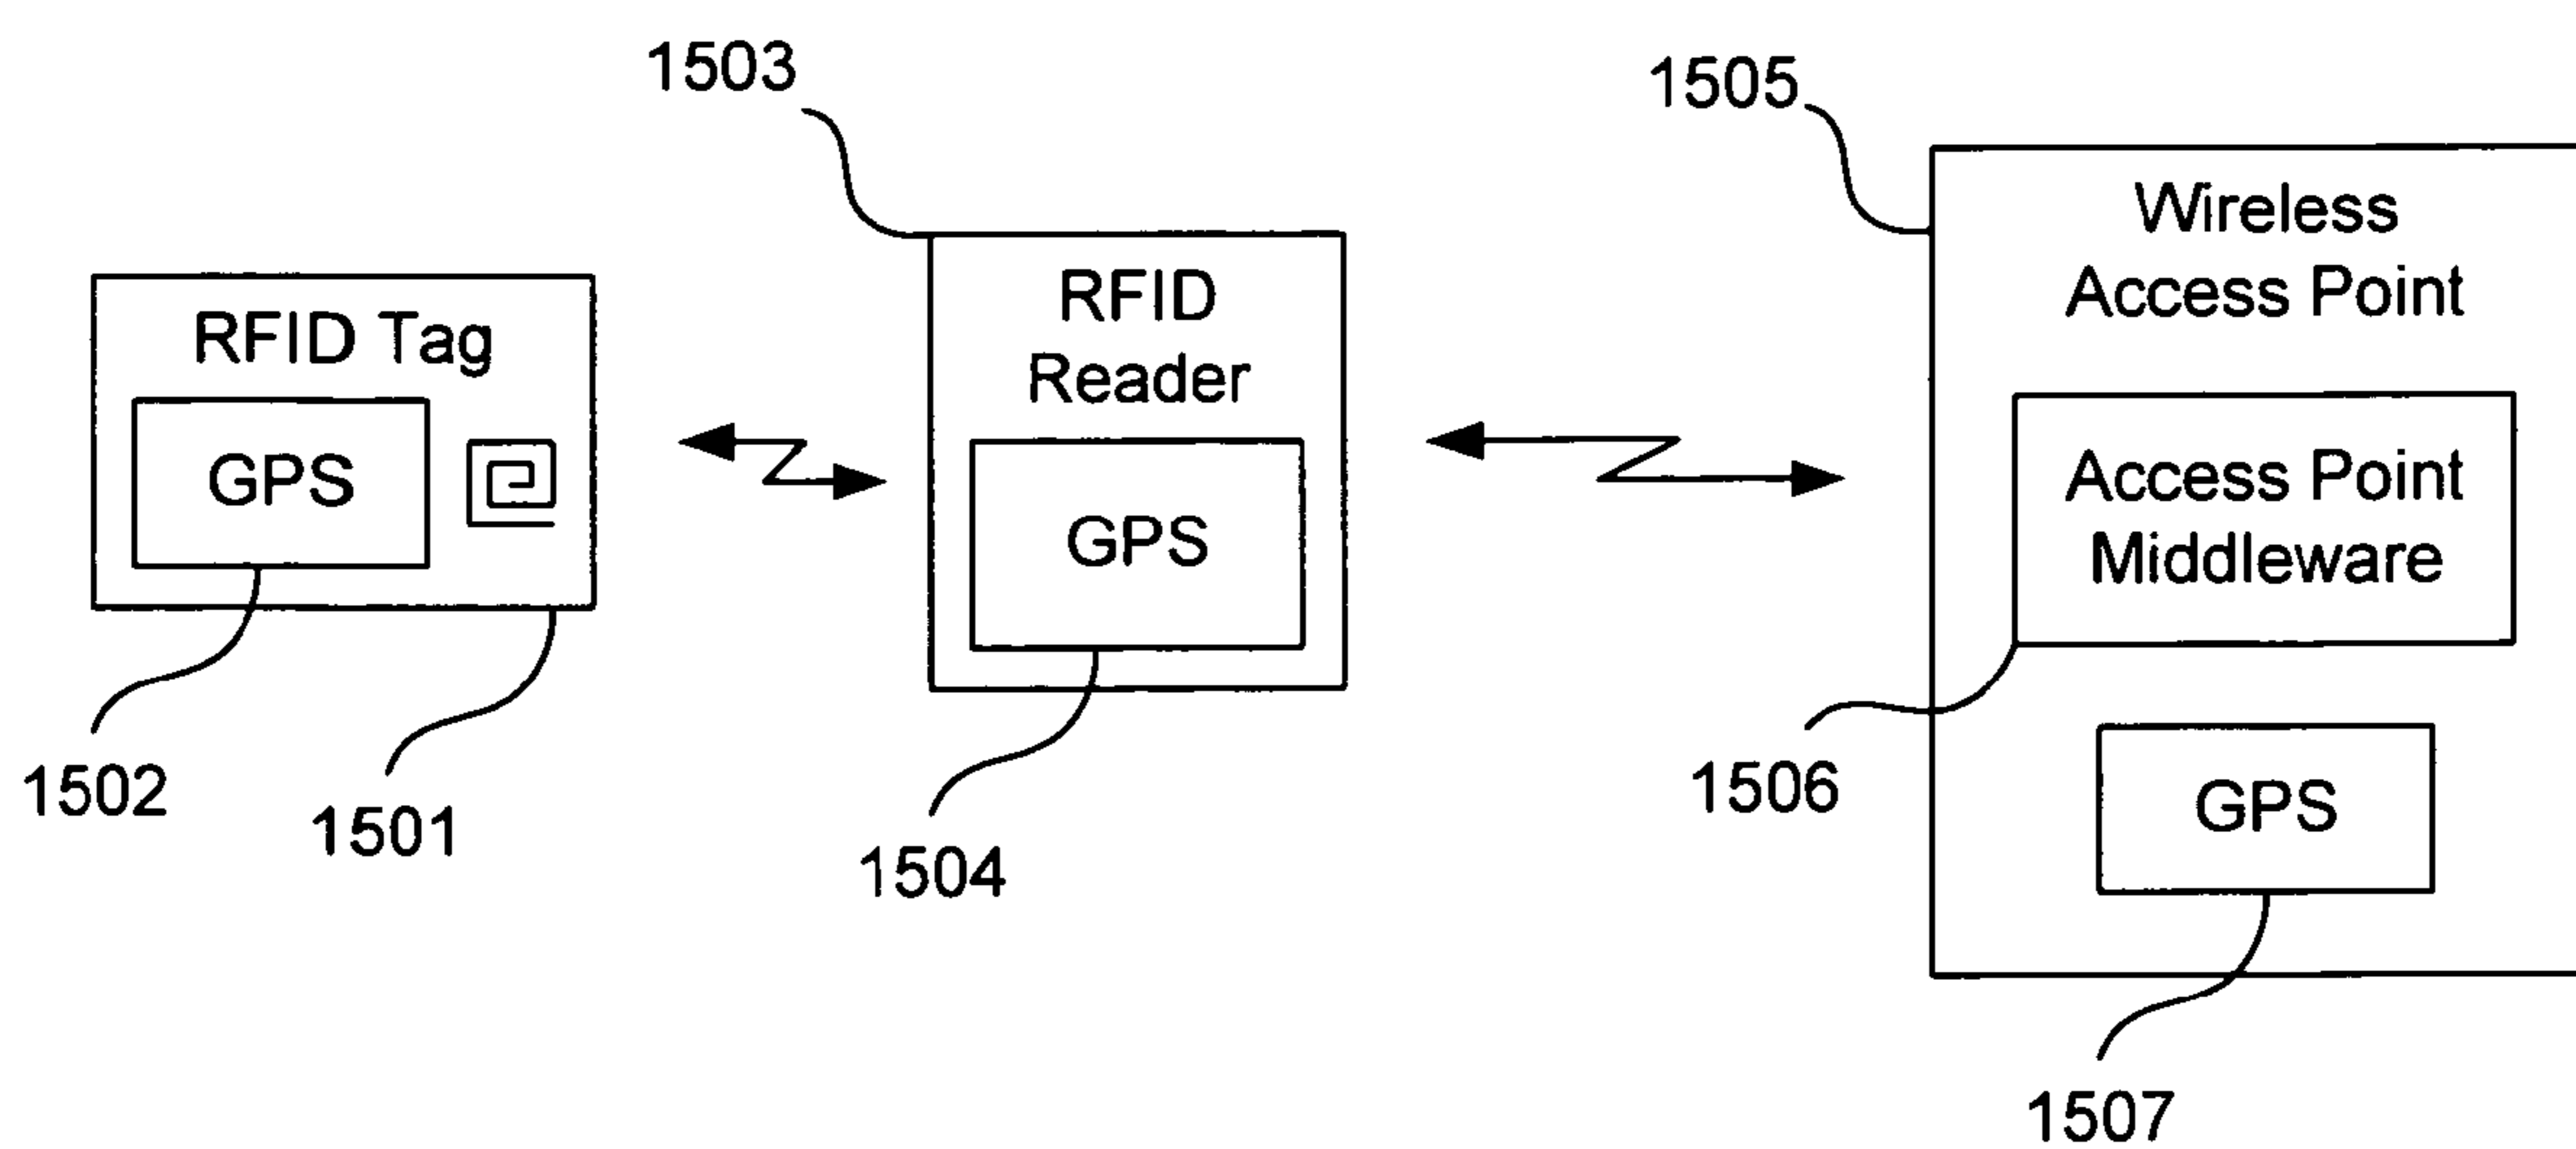 1503
1505
RFID Tag
GPS
1502
1501
RFID
Reader
GPS
1504
Wireless
Access Point
Access Point
Middleware
1506
GPS
1507